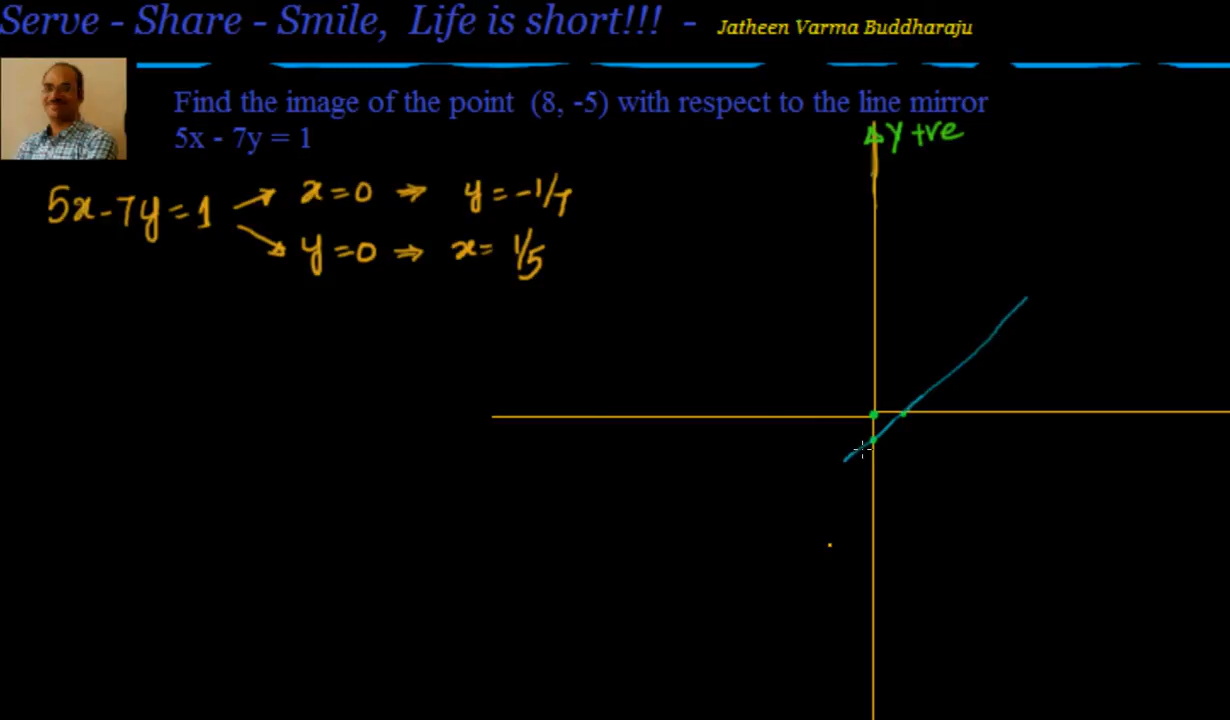 Serve - Share - Smile, Life is short!!! - Jatheen Varma Buddharaju
Find the image of the point (8, -5) with respect to the line mirror
5x - 7y = 1
y +ve
5x - 7y = 1
x = 0 ⇒ y = -1/7
y = 0 ⇒ x = 1/5